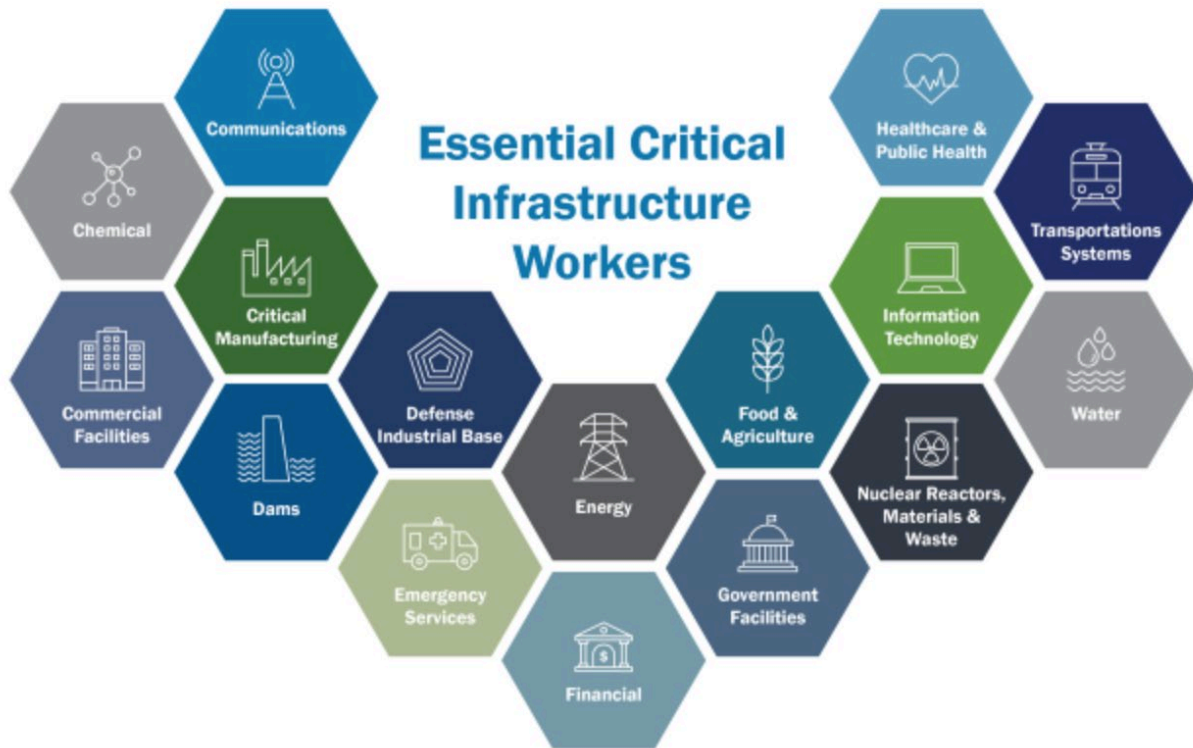 Essential Critical
Infrastructure
Workers
Communications
Chemical
Critical
Manufacturing
Commercial
Facilities
Dams
Defense
Industrial Base
Emergency
Services
Energy
Financial
Food &
Agriculture
Government
Facilities
Healthcare &
Public Health
Information
Technology
Nuclear Reactors,
Materials &
Waste
Transportations
Systems
Water
$